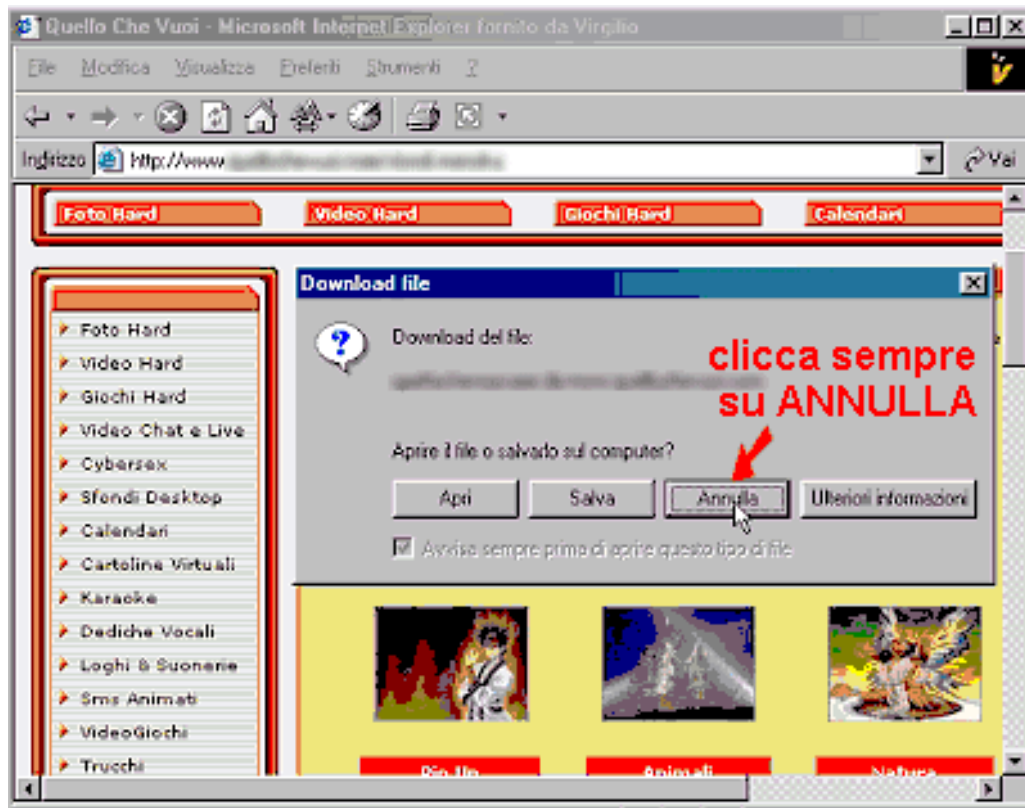 Quello Che Vuoi - Microsoft Internet Explorer fornito da Virgilio
File Modifica Visualizza Preferiti Strumenti ?
Indirizzo http://www Vai
Foto Hard Video Hard Giochi Hard Calendari
Download file
Download del file:
clicca sempre
su ANNULLA
Aprire il file o salvarlo sul computer?
Apri Salva Annulla Ulteriori informazioni
Avvisa sempre prima di aprire questo tipo di file
Foto Hard
Video Hard
Giochi Hard
Video Chat e Live
Cybersex
Sfondi Desktop
Calendari
Cartoline Virtuali
Karaoke
Dediche Vocali
Loghi & Suonerie
Sms Animati
VideoGiochi
Trucchi
Pin Up Animali Natura